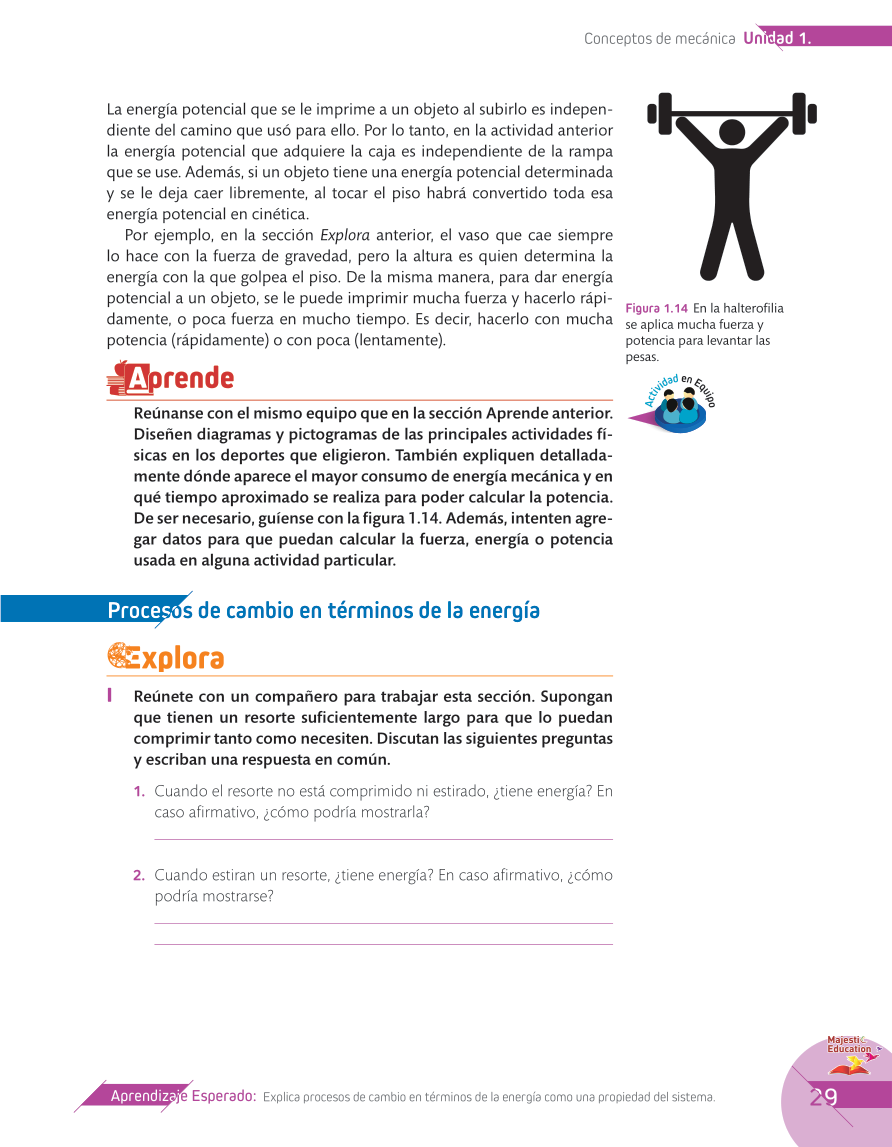 Conceptos de mecánica Unidad 1.
La energía potencial que se le imprime a un objeto al subirlo es indepen-
diente del camino que usó para ello. Por lo tanto, en la actividad anterior
la energía potencial que adquiere la caja es independiente de la rampa
que se use. Además, si un objeto tiene una energía potencial determinada
y se le deja caer libremente, al tocar el piso habrá convertido toda esa
energía potencial en cinética.
Por ejemplo, en la sección Explora anterior, el vaso que cae siempre
lo hace con la fuerza de gravedad, pero la altura es quien determina la
energía con la que golpea el piso. De la misma manera, para dar energía
potencial a un objeto, se le puede imprimir mucha fuerza y hacerlo rápi-
damente, o poca fuerza en mucho tiempo. Es decir, hacerlo con mucha
potencia (rápidamente) o con poca (lentamente).
Figura 1.14 En la halterofilia
se aplica mucha fuerza y
potencia para levantar las
pesas.
Aprende
Actividad en Equipo
Reúnanse con el mismo equipo que en la sección Aprende anterior.
Diseñen diagramas y pictogramas de las principales actividades fí-
sicas en los deportes que eligieron. También expliquen detallada-
mente dónde aparece el mayor consumo de energía mecánica y en
qué tiempo aproximado se realiza para poder calcular la potencia.
De ser necesario, guíense con la figura 1.14. Además, intenten agre-
gar datos para que puedan calcular la fuerza, energía o potencia
usada en alguna actividad particular.
Procesos de cambio en términos de la energía
Explora
I Reúnete con un compañero para trabajar esta sección. Supongan
que tienen un resorte suficientemente largo para que lo puedan
comprimir tanto como necesiten. Discutan las siguientes preguntas
y escriban una respuesta en común.
1. Cuando el resorte no está comprimido ni estirado, ¿tiene energía? En
caso afirmativo, ¿cómo podría mostrarla?
2. Cuando estiran un resorte, ¿tiene energía? En caso afirmativo, ¿cómo
podría mostrarse?
Majestic
Education
Aprendizaje Esperado: Explica procesos de cambio en términos de la energía como una propiedad del sistema.
29